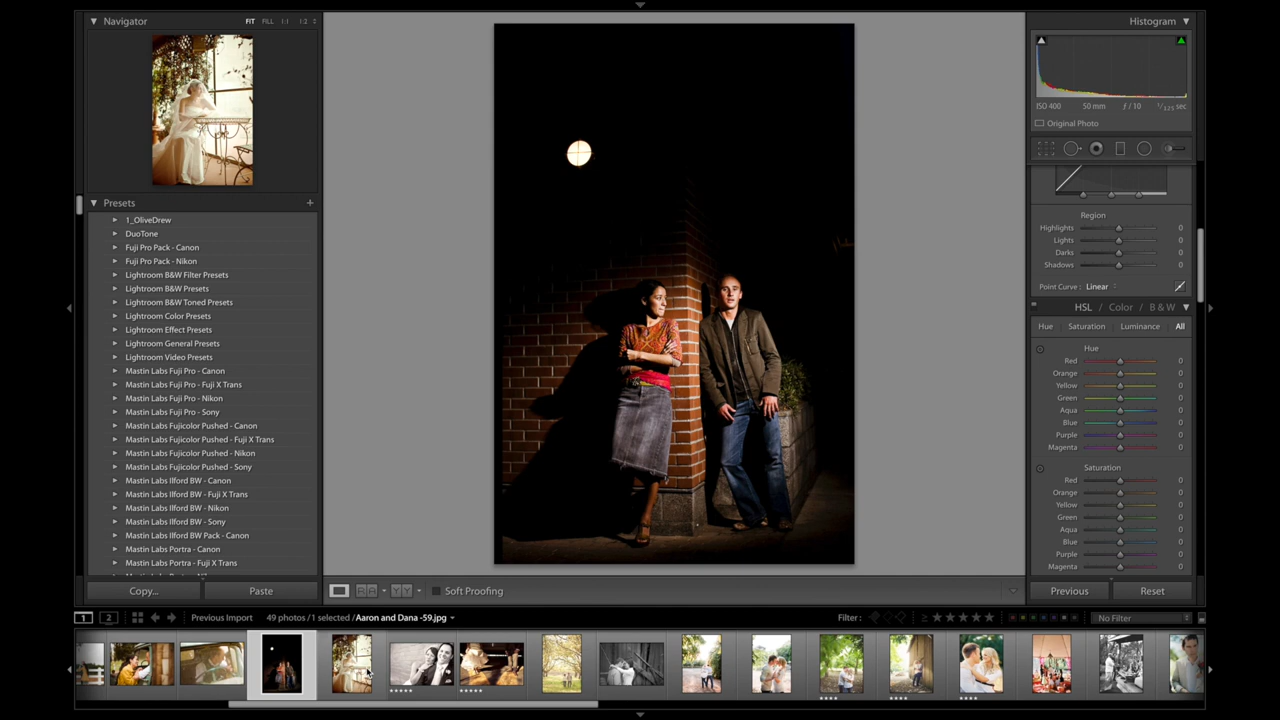 Navigator FIT FILL 1:1 1:2
Histogram
ISO 400 50 mm ƒ / 10 1/125 sec
Original Photo
Presets +
1_OliveDrew
DuoTone
Fuji Pro Pack - Canon
Fuji Pro Pack - Nikon
Lightroom B&W Filter Presets
Lightroom B&W Presets
Lightroom B&W Toned Presets
Lightroom Color Presets
Lightroom Effect Presets
Lightroom General Presets
Lightroom Video Presets
Mastin Labs Fuji Pro - Canon
Mastin Labs Fuji Pro - Fuji X Trans
Mastin Labs Fuji Pro - Nikon
Mastin Labs Fuji Pro - Sony
Mastin Labs Fujicolor Pushed - Canon
Mastin Labs Fujicolor Pushed - Fuji X Trans
Mastin Labs Fujicolor Pushed - Nikon
Mastin Labs Fujicolor Pushed - Sony
Mastin Labs Ilford BW - Canon
Mastin Labs Ilford BW - Fuji X Trans
Mastin Labs Ilford BW - Nikon
Mastin Labs Ilford BW - Sony
Mastin Labs Ilford BW Pack - Canon
Mastin Labs Portra - Canon
Mastin Labs Portra - Fuji X Trans
Copy... Paste
Region
Highlights 0
Lights 0
Darks 0
Shadows 0
Point Curve : Linear
HSL / Color / B & W
Hue Saturation Luminance All
Hue
Red 0
Orange 0
Yellow 0
Green 0
Aqua 0
Blue 0
Purple 0
Magenta 0
Saturation
Red 0
Orange 0
Yellow 0
Green 0
Aqua 0
Blue 0
Purple 0
Magenta 0
Previous Reset
R A Y Y Soft Proofing
1 2 Previous Import 49 photos /1 selected /Aaron and Dana -59.jpg Filter : ≥ ★★★★★ No Filter